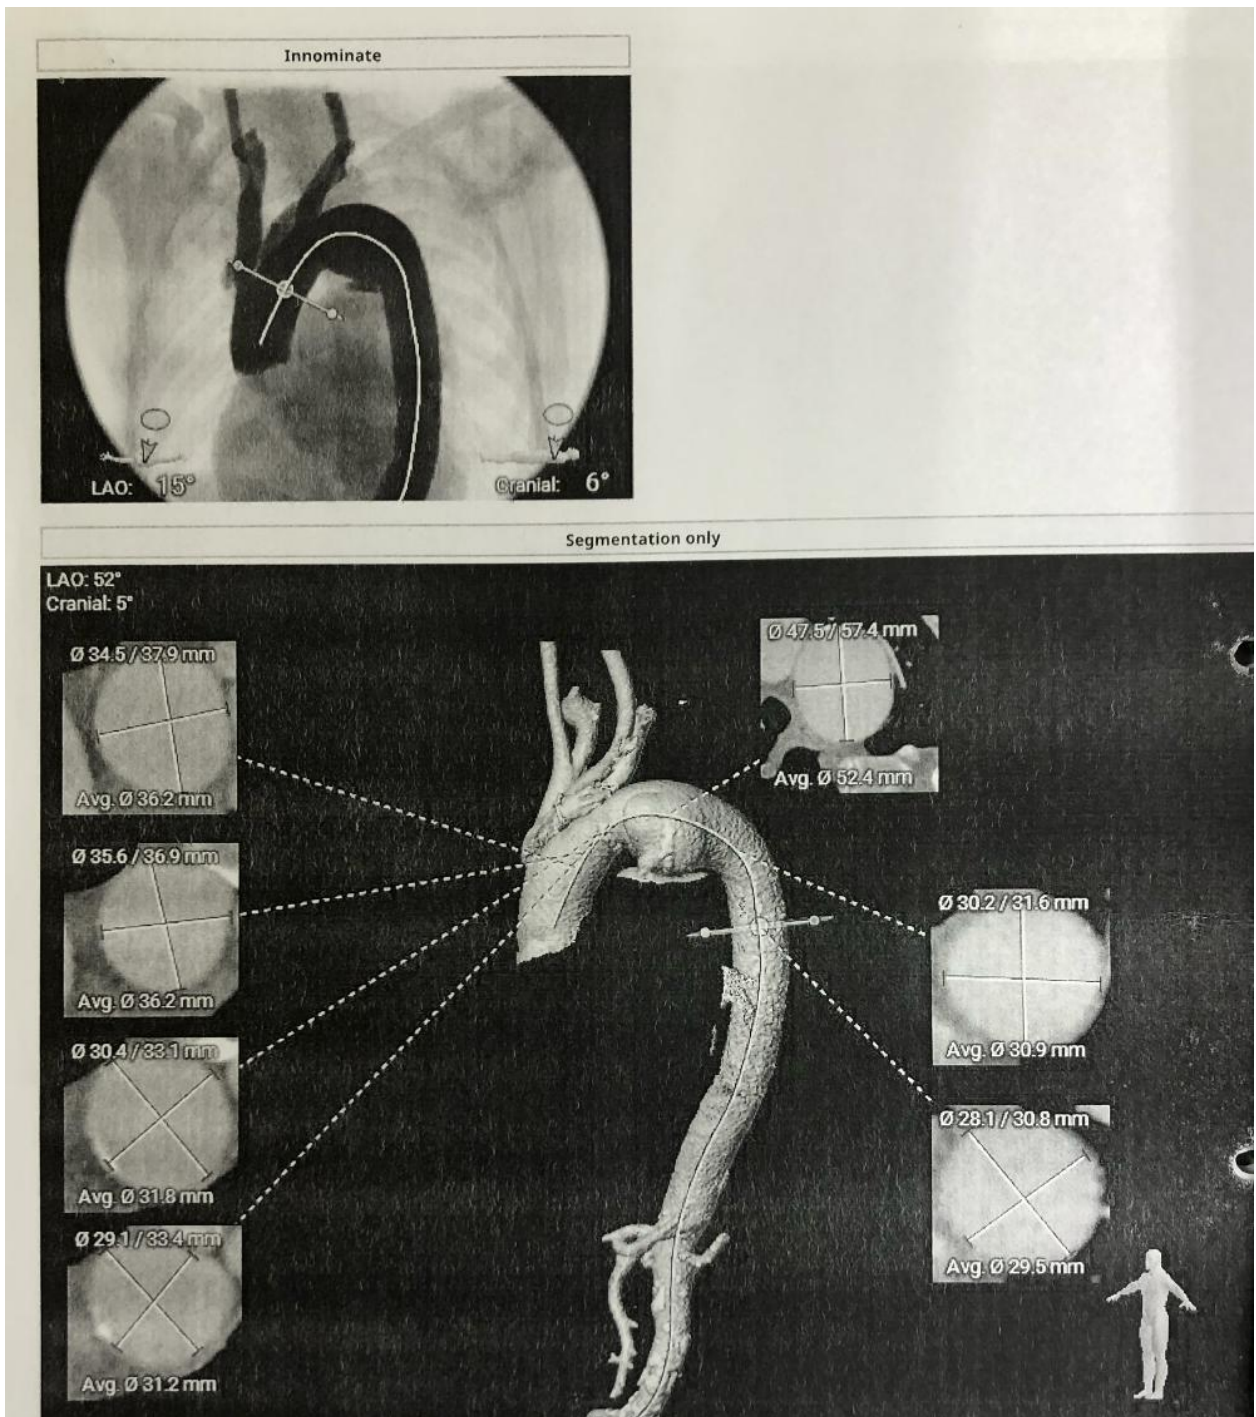 Innominate
LAO: 15°
Cranial: 6°
Segmentation only
LAO: 52°
Cranial: 5°
Ø 34.5 / 37.9 mm
Avg. Ø 36.2 mm
Ø 35.6 / 36.9 mm
Avg. Ø 36.2 mm
Ø 30.4 / 33.1 mm
Avg. Ø 31.8 mm
Ø 29.1 / 33.4 mm
Avg. Ø 31.2 mm
Ø 47.5 / 57.4 mm
Avg. Ø 52.4 mm
Ø 30.2 / 31.6 mm
Avg. Ø 30.9 mm
Ø 28.1 / 30.8 mm
Avg. Ø 29.5 mm